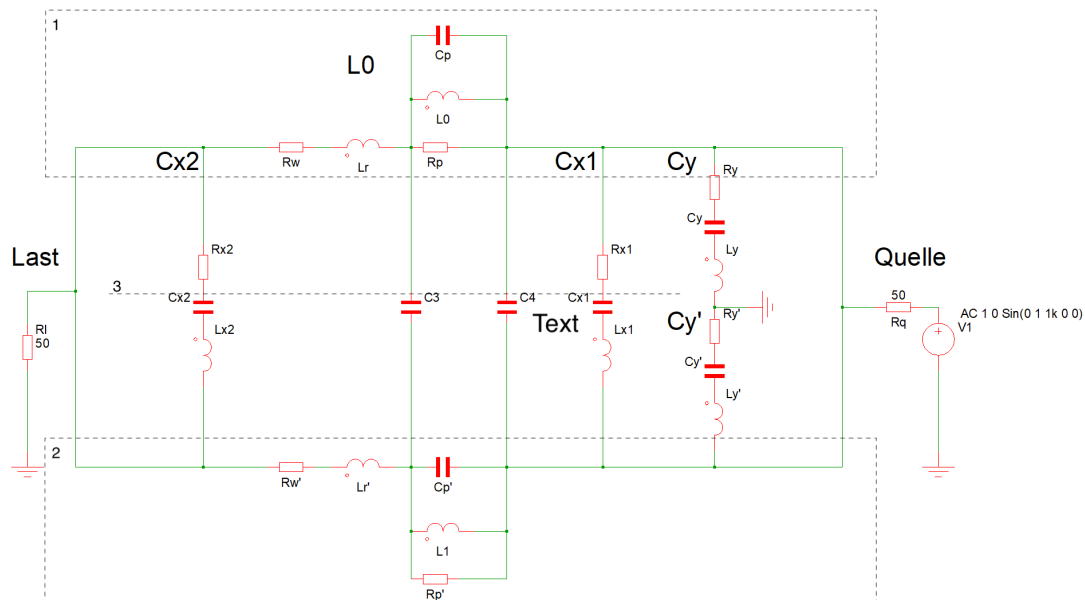 1
Cp
L0
L0
Cx2
Rw
Lr
Rp
Cx1
Cy
Ry
Cy
Ly
Last
Rx2
Rx1
Quelle
3
Cx2
C3
C4
Cx1
50
Rq
AC 1 0 Sin(0 1 1k 0 0)
V1
Text
Cy'
Ry'
Rl
50
Lx2
Lx1
Cy'
Ly'
2
Rw'
Lr'
Cp'
L1
Rp'